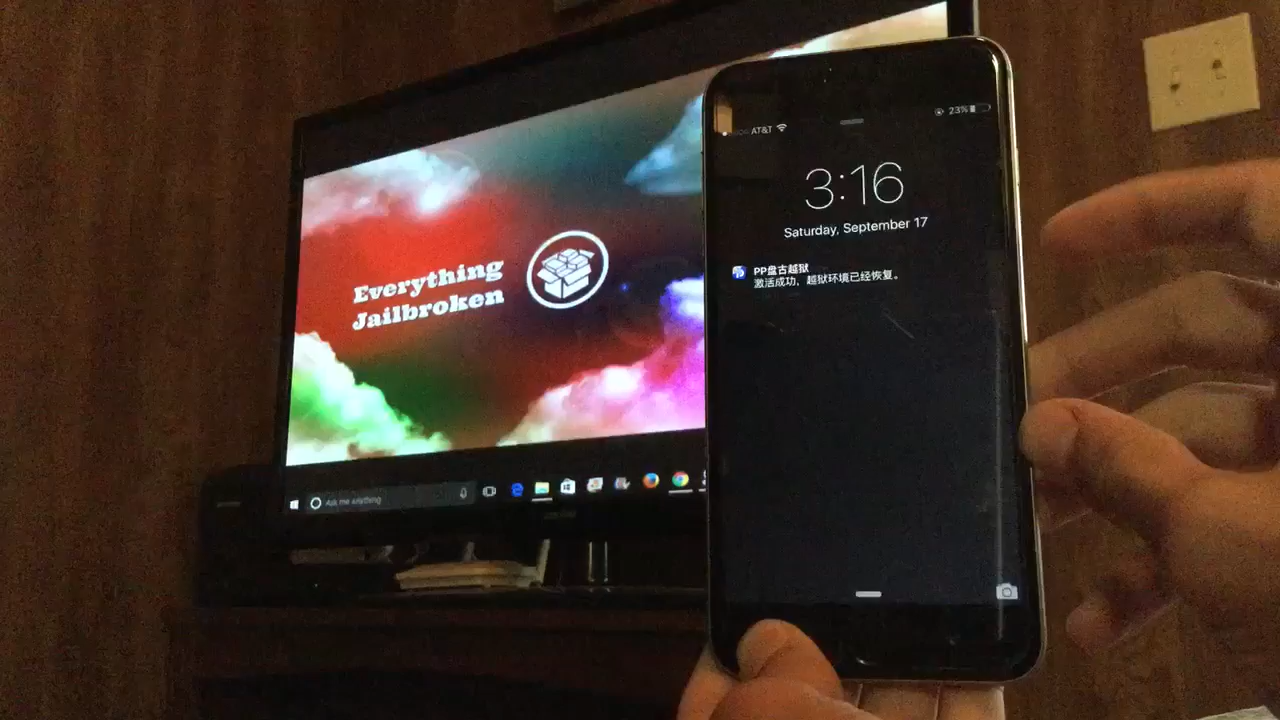 Everything
Jailbroken
Ask me anything
AT&T
23%
3:16
Saturday, September 17
PP盘古越狱
激活成功，越狱环境已经恢复。